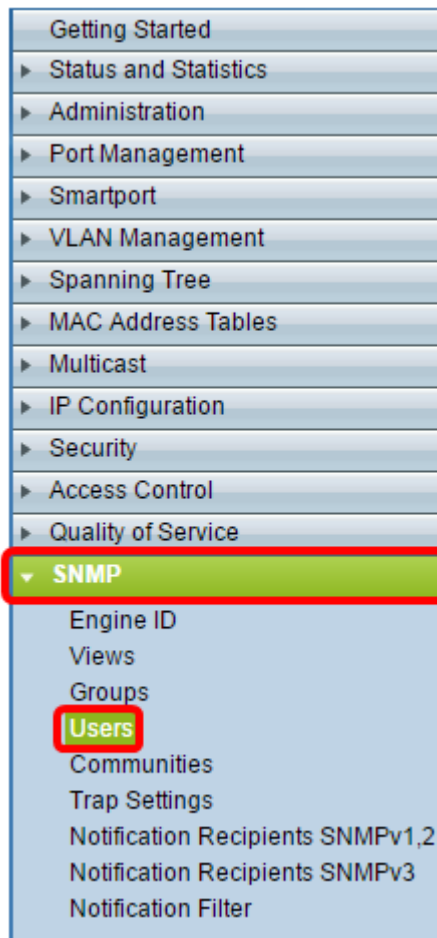 Getting Started
Status and Statistics
Administration
Port Management
Smartport
VLAN Management
Spanning Tree
MAC Address Tables
Multicast
IP Configuration
Security
Access Control
Quality of Service
SNMP
Engine ID
Views
Groups
Users
Communities
Trap Settings
Notification Recipients SNMPv1,2
Notification Recipients SNMPv3
Notification Filter